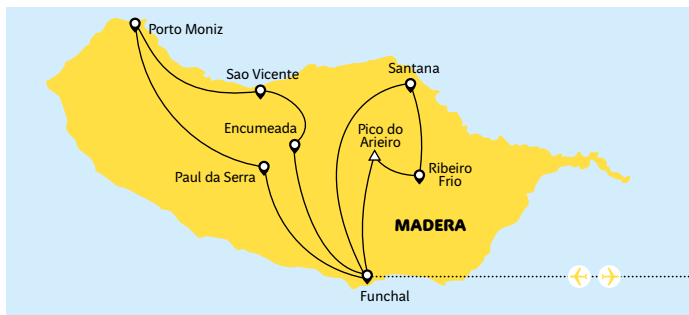 Porto Moniz
Sao Vicente
Santana
Encumeada
Pico do
Arieiro
Paul da Serra
Ribeiro
Frio
MADERA
Funchal